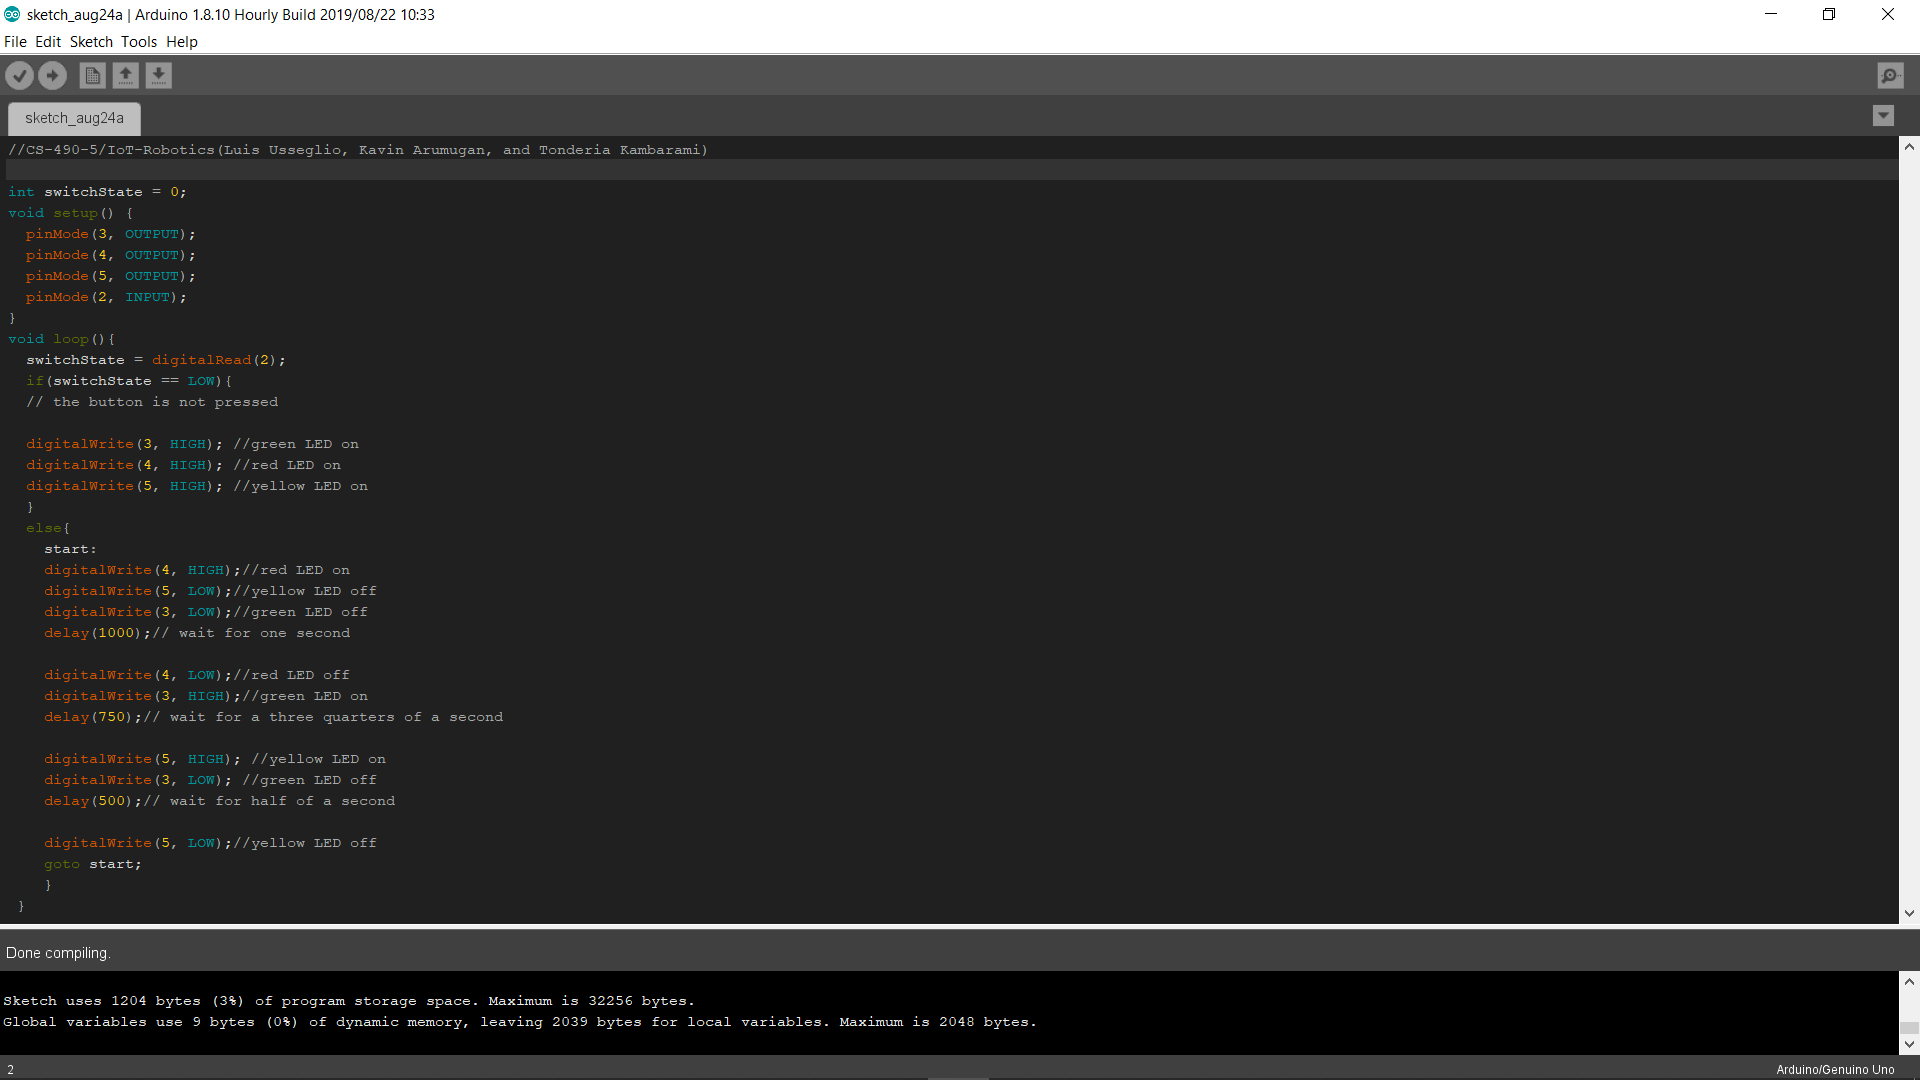 sketch_aug24a | Arduino 1.8.10 Hourly Build 2019/08/22 10:33
File Edit Sketch Tools Help
sketch_aug24a
//CS-490-5/IoT-Robotics(Luis Usseglio, Kavin Arumugan, and Tonderia Kambarami)
int switchState = 0;
void setup() {
  pinMode(3, OUTPUT);
  pinMode(4, OUTPUT);
  pinMode(5, OUTPUT);
  pinMode(2, INPUT);
}
void loop(){
  switchState = digitalRead(2);
  if(switchState == LOW){
  // the button is not pressed
  digitalWrite(3, HIGH); //green LED on
  digitalWrite(4, HIGH); //red LED on
  digitalWrite(5, HIGH); //yellow LED on
  }
  else{
    start:
    digitalWrite(4, HIGH);//red LED on
    digitalWrite(5, LOW);//yellow LED off
    digitalWrite(3, LOW);//green LED off
    delay(1000);// wait for one second
    digitalWrite(4, LOW);//red LED off
    digitalWrite(3, HIGH);//green LED on
    delay(750);// wait for a three quarters of a second
    digitalWrite(5, HIGH); //yellow LED on
    digitalWrite(3, LOW); //green LED off
    delay(500);// wait for half of a second
    digitalWrite(5, LOW);//yellow LED off
    goto start;
    }
 }
Done compiling.
Sketch uses 1204 bytes (3%) of program storage space. Maximum is 32256 bytes.
Global variables use 9 bytes (0%) of dynamic memory, leaving 2039 bytes for local variables. Maximum is 2048 bytes.
2 Arduino/Genuino Uno